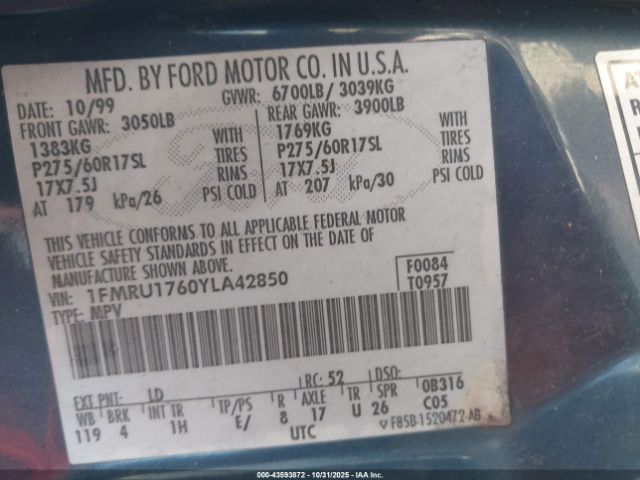 MFD. BY FORD MOTOR CO. IN U.S.A.
DATE: 10/99 GVWR: 6700LB/ 3039KG
FRONT GAWR: 3050LB REAR GAWR: 3900LB
1383KG WITH 1769KG WITH
P275/60R17SL TIRES P275/60R17SL TIRES
17X7.5J RINS 17X7.5J RINS
AT 179 kPa/26 PSI COLD AT 207 kPa/30 PSI COLD
THIS VEHICLE CONFORMS TO ALL APPLICABLE FEDERAL MOTOR
VEHICLE SAFETY STANDARDS IN EFFECT ON THE DATE OF
MANUFACTURE SHOWN ABOVE.
VIN: 1FMRU1760YLA42850 F0084
TYPE: MPV T0957
EXT PNT: LD RC: 52 DSO:
WB BRK INT TR TP/PS R AXLE TR SPR 0B316
119 4 1H E/ 8 17 U 26 C05
UTC F85B-1520472-AB
000-43593872 | 10/31/2025 | Copyright: IAA, LLC